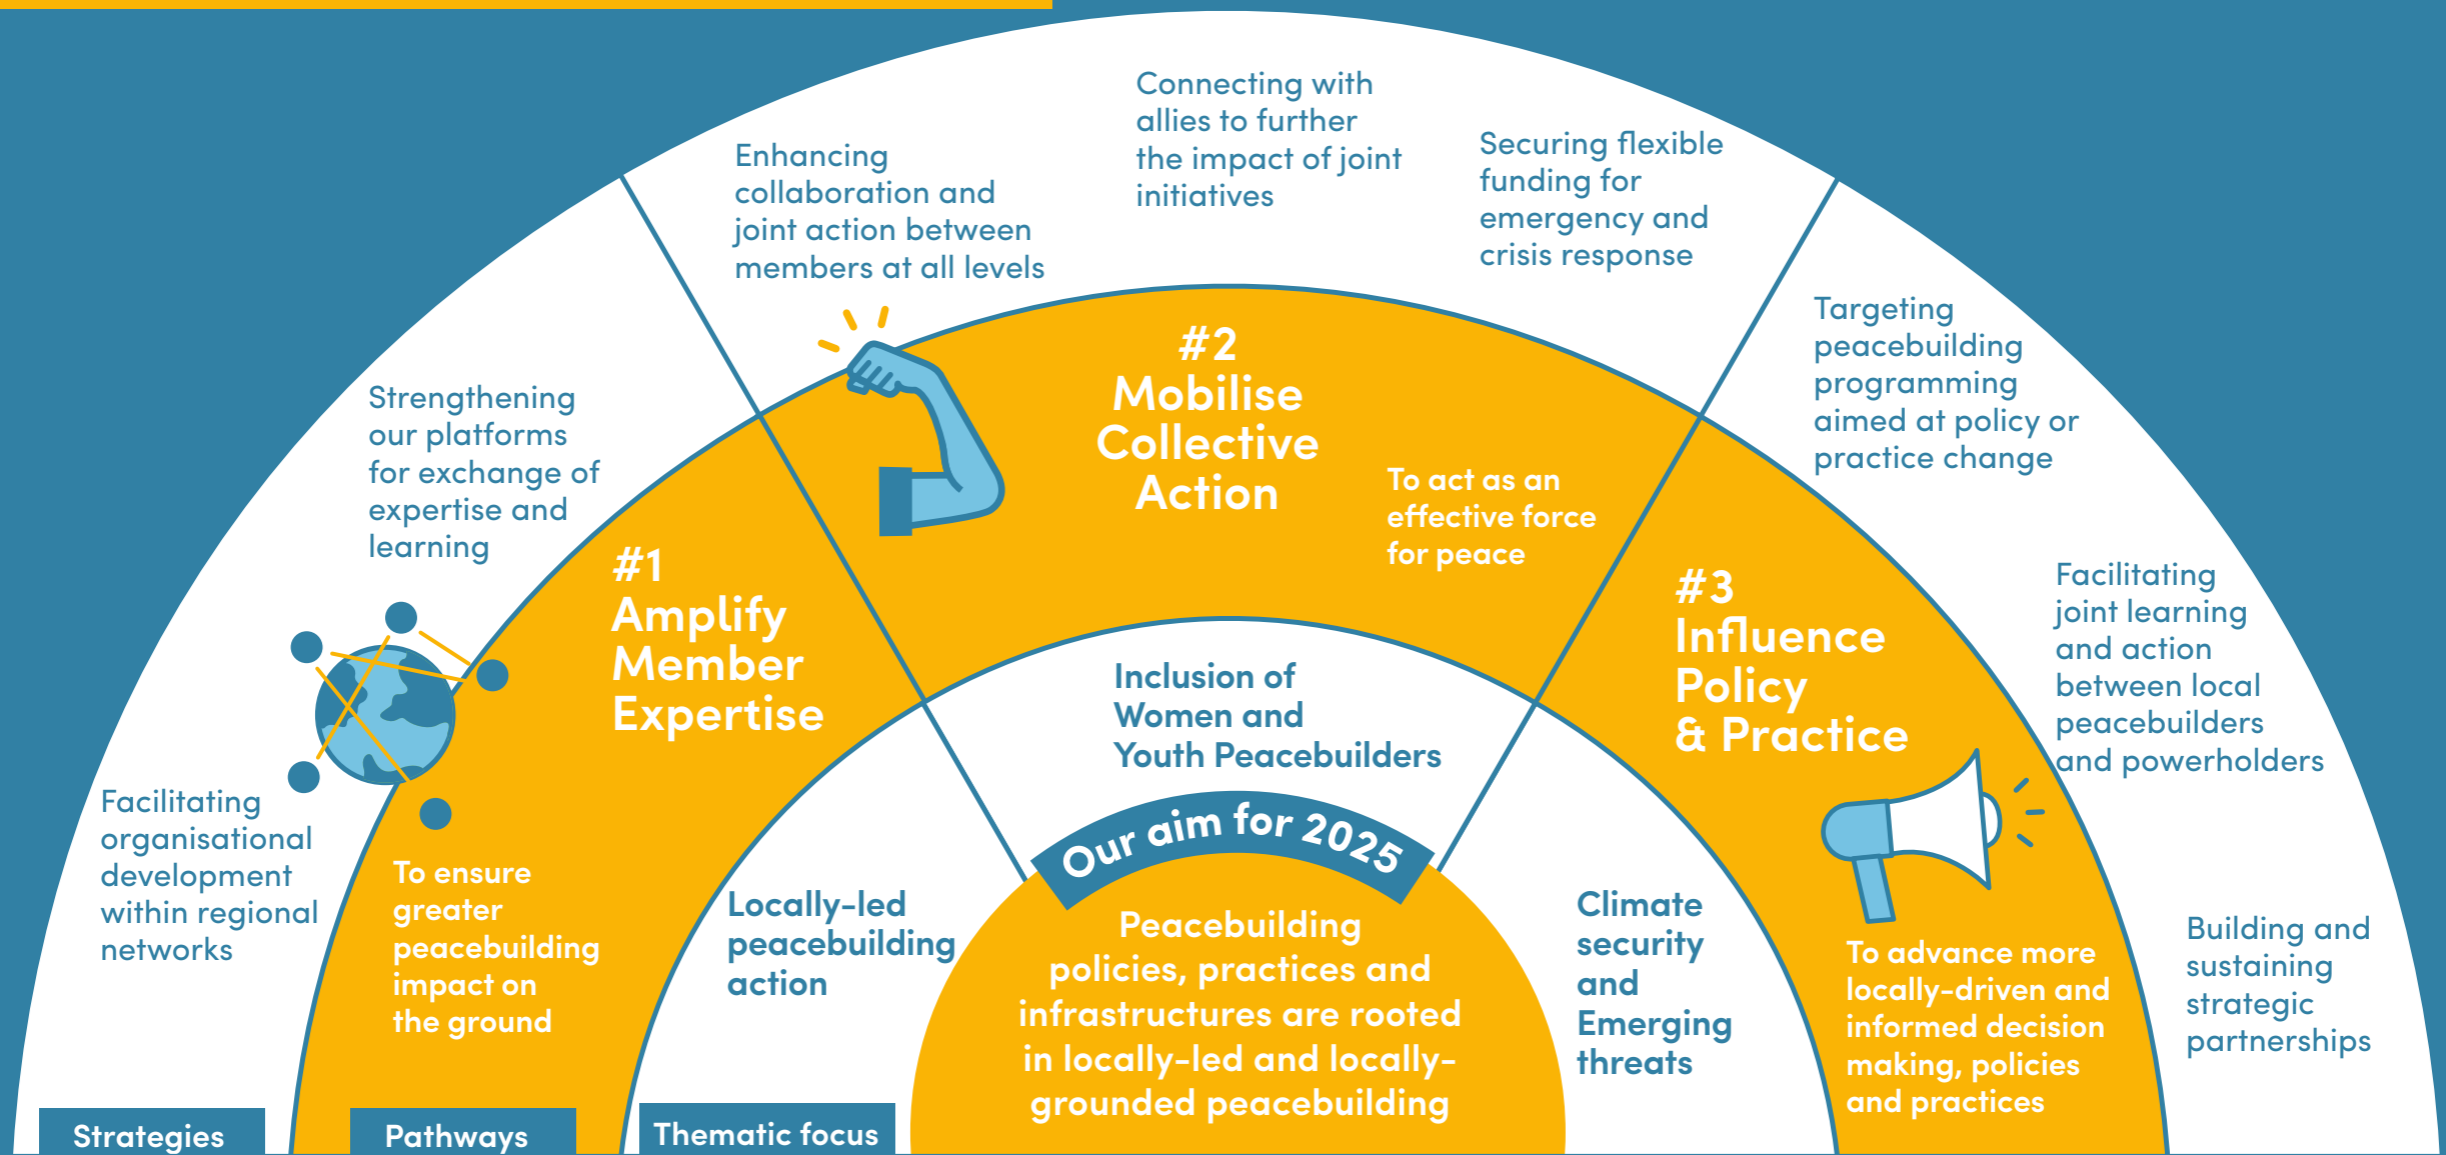 Connecting with
allies to further
the impact of joint
initiatives
Enhancing
collaboration and
joint action between
members at all levels
Securing flexible
funding for
emergency and
crisis response
Strengthening
our platforms
for exchange of
expertise and
learning
Facilitating
organisational
development
within regional
networks
Targeting
peacebuilding
programming
aimed at policy or
practice change
Facilitating
joint learning
and action
between local
peacebuilders
and powerholders
Building and
sustaining
strategic
partnerships
#1
Amplify
Member
Expertise
To ensure
greater
peacebuilding
impact on
the ground
#2
Mobilise
Collective
Action
To act as an
effective force
for peace
#3
Influence
Policy
& Practice
To advance more
locally-driven and
informed decision
making, policies
and practices
Locally-led
peacebuilding
action
Inclusion of
Women and
Youth Peacebuilders
Climate
security
and
Emerging
threats
Our aim for 2025
Peacebuilding
policies, practices and
infrastructures are rooted
in locally-led and locally-
grounded peacebuilding
Strategies
Pathways
Thematic focus